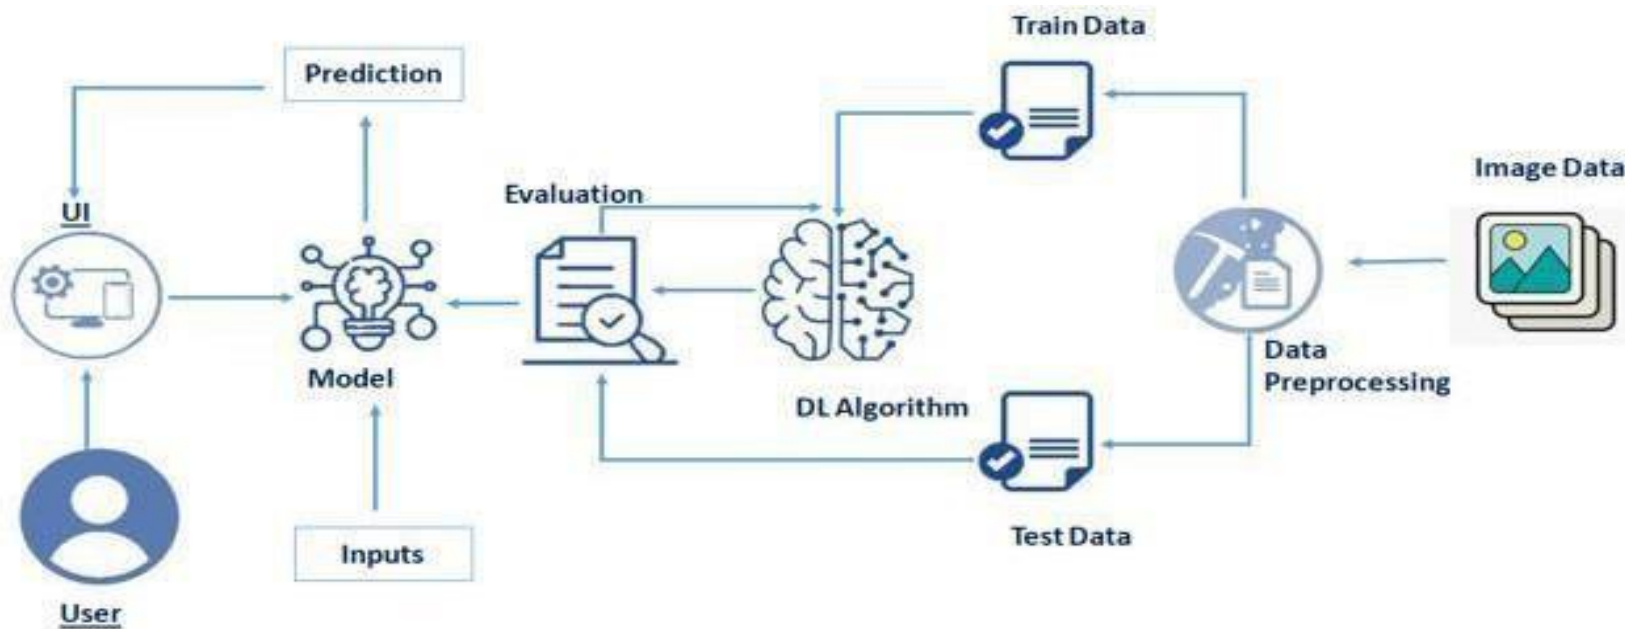 Train Data
Prediction
Image Data
Evaluation
UI
Data
Preprocessing
Model
DL Algorithm
Test Data
Inputs
User